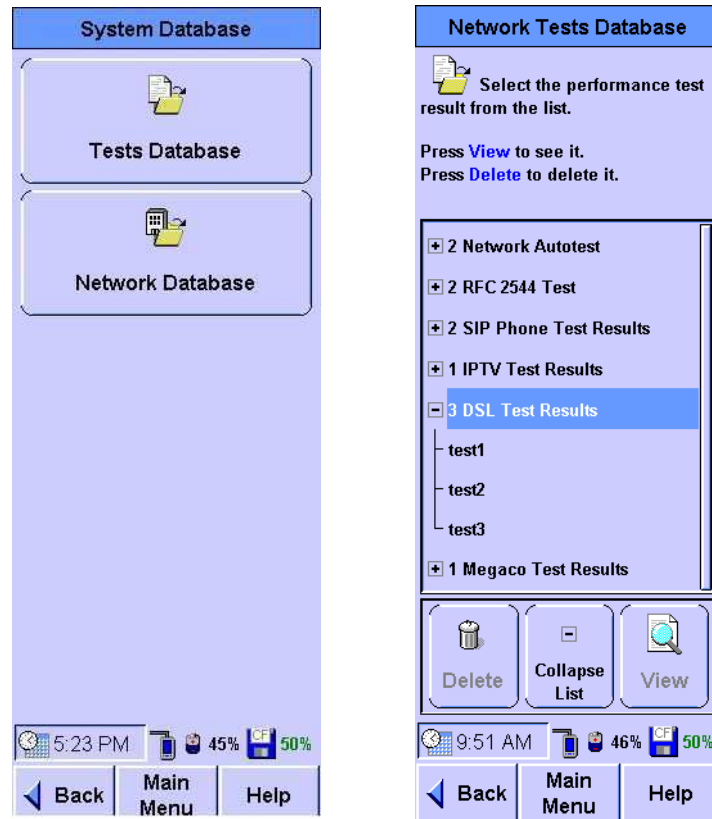 System Database
Tests Database
Network Database
5:23 PM 45% CF 50%
Back Main Menu Help
Network Tests Database
Select the performance test
result from the list.
Press View to see it.
Press Delete to delete it.
2 Network Autotest
2 RFC 2544 Test
2 SIP Phone Test Results
1 IPTV Test Results
3 DSL Test Results
test1
test2
test3
1 Megaco Test Results
Delete
Collapse
List
View
9:51 AM 46% CF 50%
Back Main Menu Help